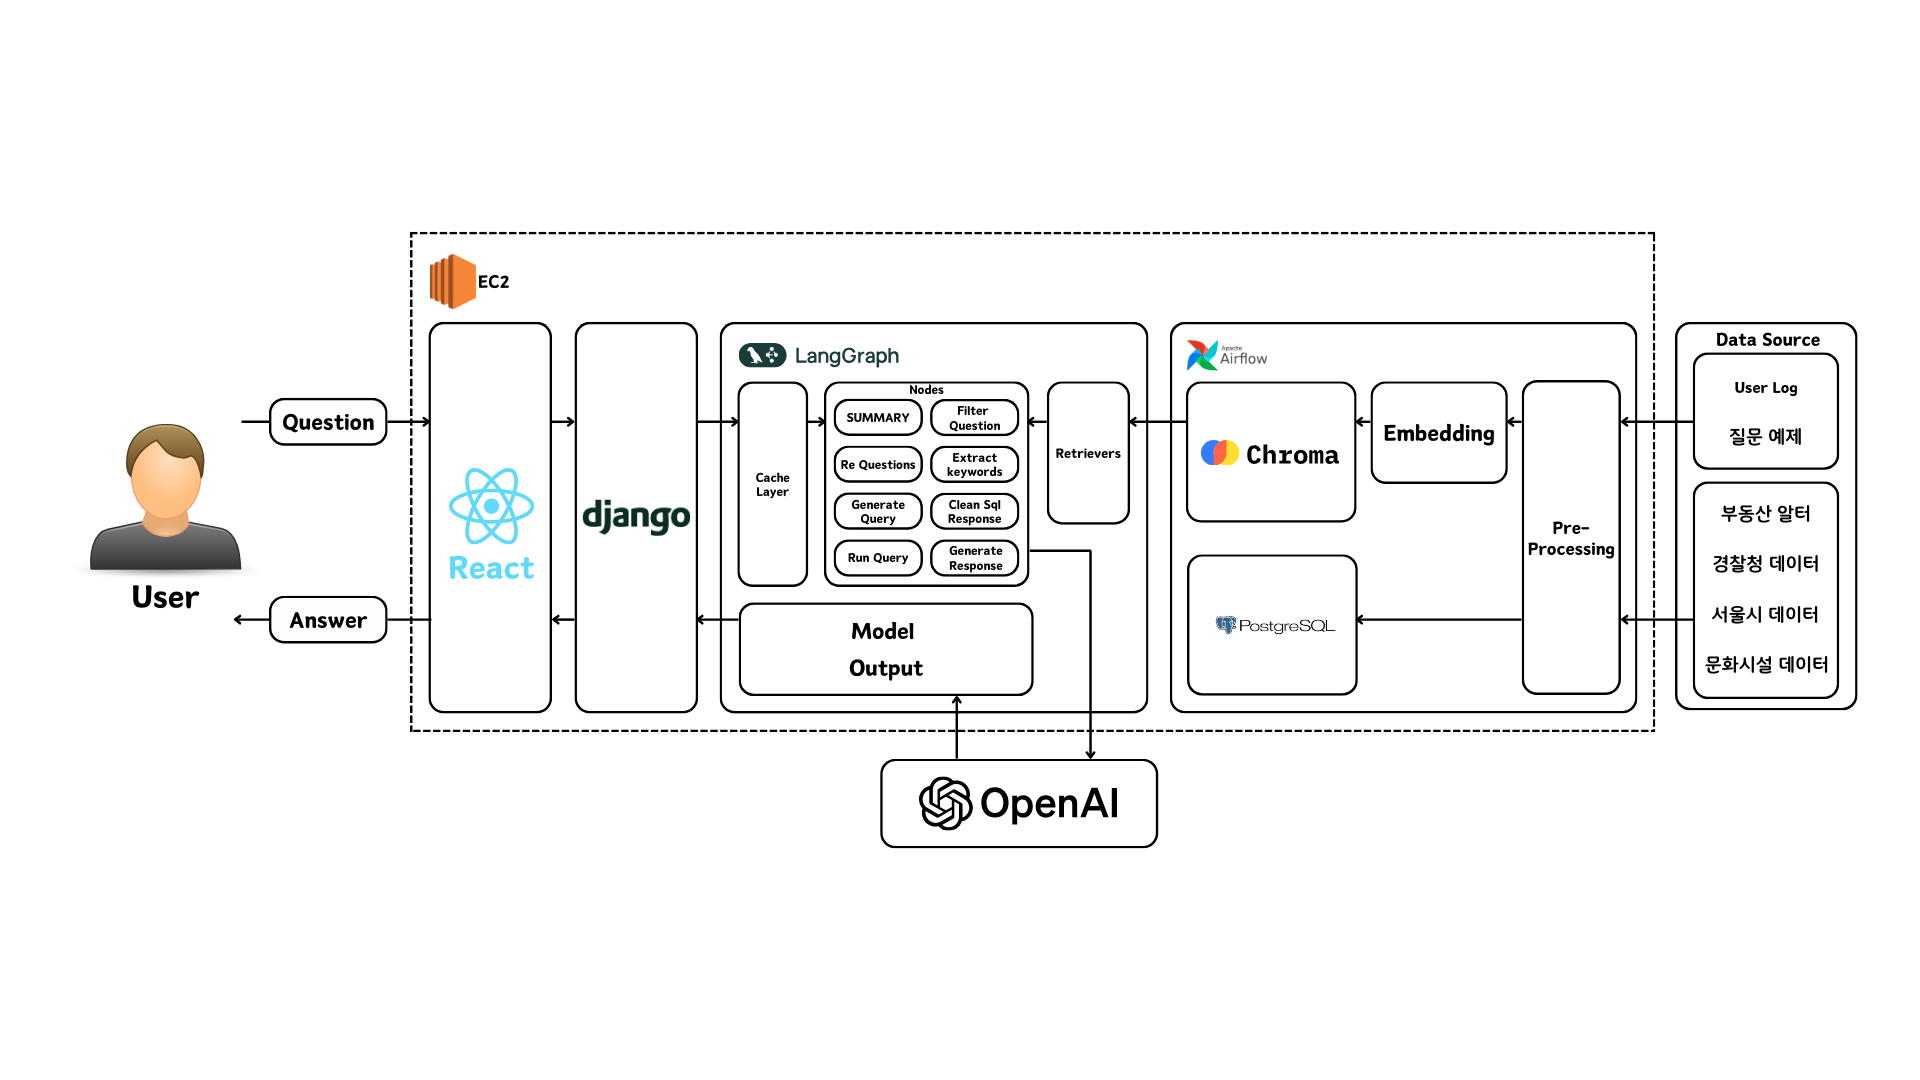 EC2
User
Question
Answer
React
django
LangGraph
Cache
Layer
Nodes
SUMMARY
Filter
Question
Re Questions
Extract
keywords
Generate
Query
Clean Sql
Response
Run Query
Generate
Response
Retrievers
Model
Output
OpenAI
Apache
Airflow
Chroma
Embedding
Pre-
Processing
PostgreSQL
Data Source
User Log
질문 예제
부동산 알터
경찰청 데이터
서울시 데이터
문화시설 데이터